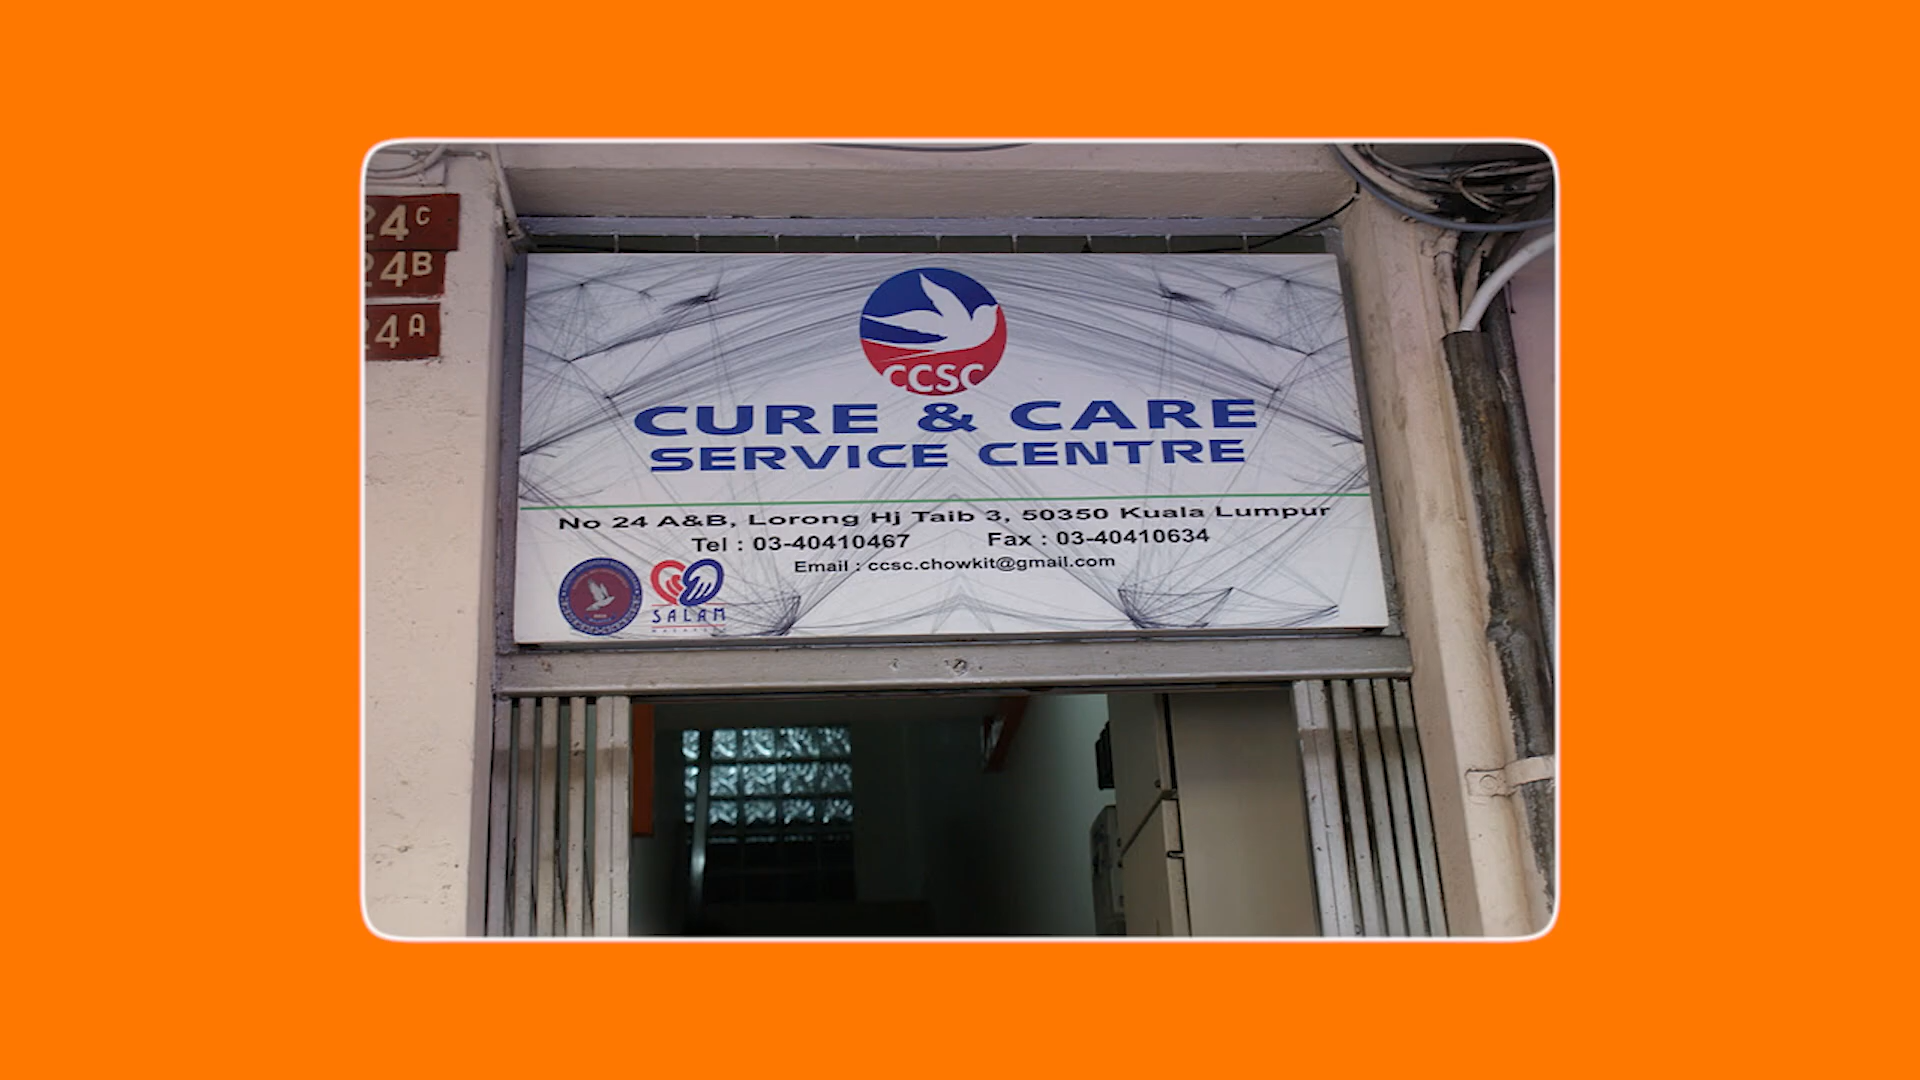 24C
24B
24A
CCSC
CURE & CARE
SERVICE CENTRE
No 24 A&B, Lorong Hj Taib 3, 50350 Kuala Lumpur
Tel : 03-40410467 Fax : 03-40410634
Email : ccsc.chowkit@gmail.com
SALAM